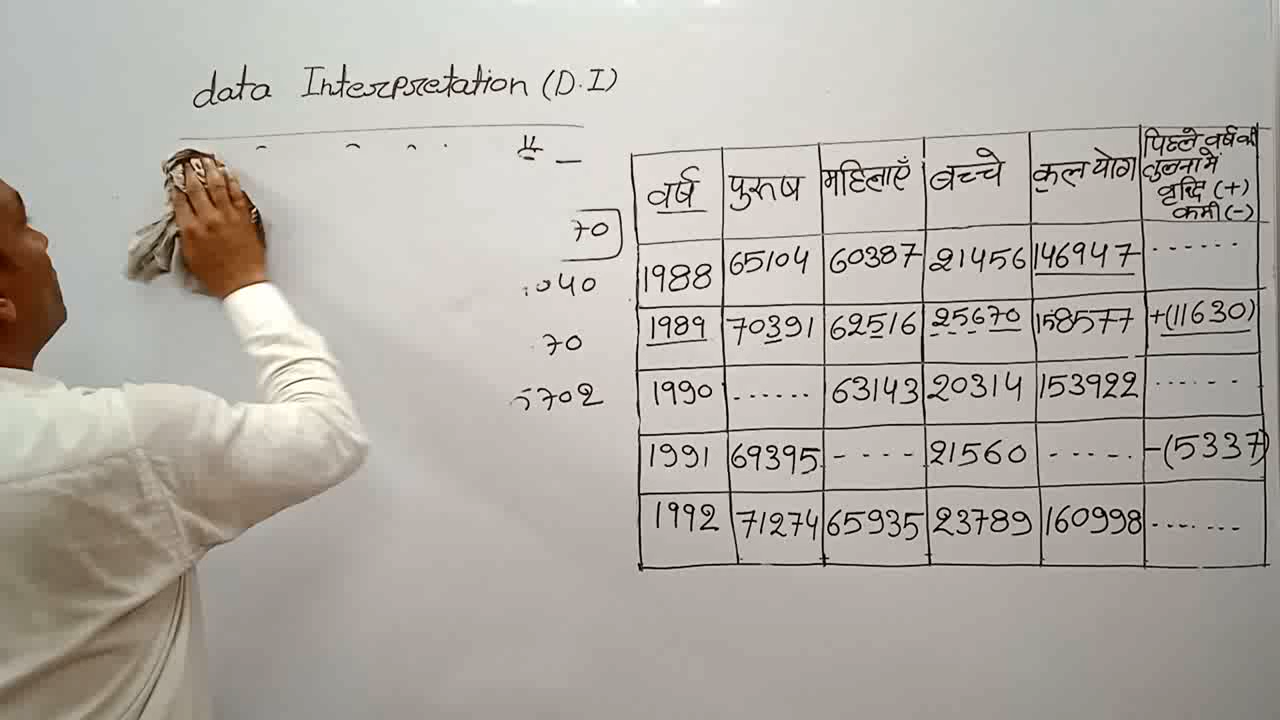 data Interpretation (D.I)
70
040
70
5702
वर्ष पुरुष महिलाएँ बच्चे कुल योग पिछले वर्ष की तुलना में वृद्धि (+) कमी (-)
1988 65104 60387 21456 146947 ......
1989 70391 62516 25670 158577 +(11630)
1990 ...... 63143 20314 153922 ......
1991 69395 ---- 21560 ..... -(5337)
1992 71274 65935 23789 160998 .......